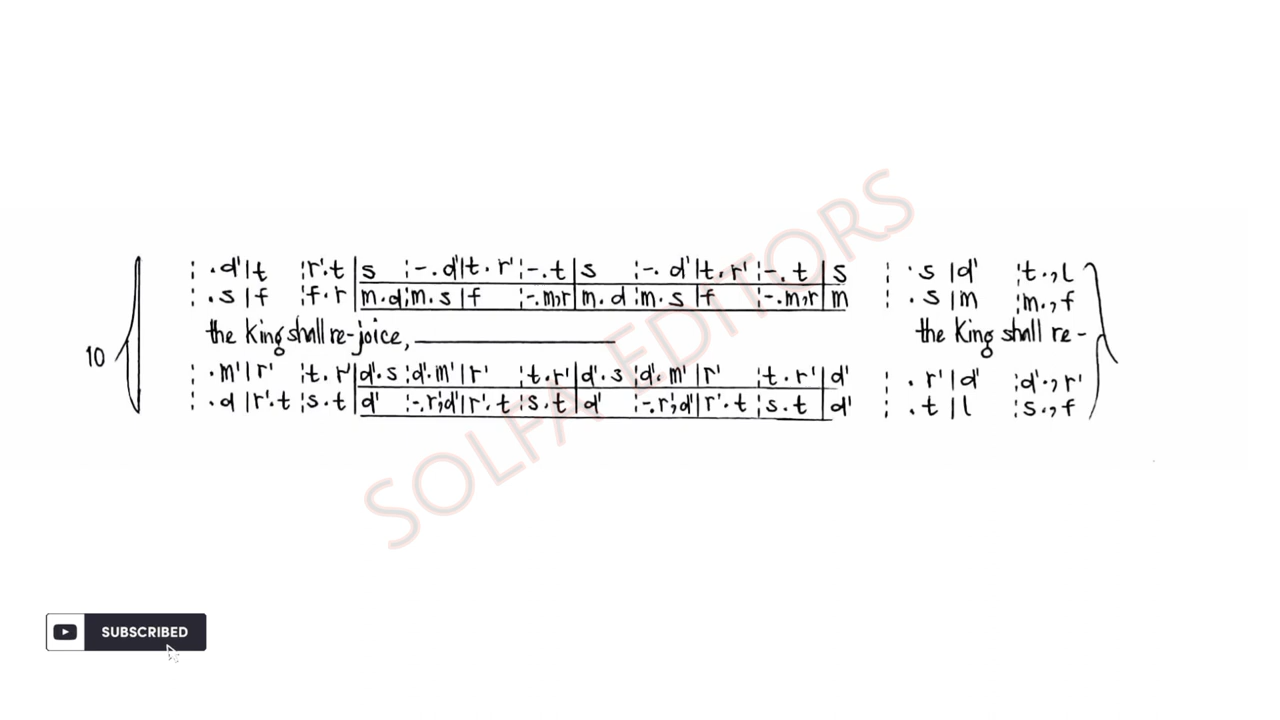 : .d'|t :r'.t|s :-.d'|t.r':-.t|s :-.d'|t.r':-.t|s : .s|d' :t.,l
: .s|f :f.r|m.d:m.s|f :-.m,r|m.d:m.s|f :-.m,r|m : .s|m :m.,f
the King shall re-joice, the King shall re-
10
: .m'|r' :t.r'|d'.s:d'.m'|r' :t.r'|d'.s:d'.m'|r' :t.r'|d' : .r'|d' :d'.,r'
: .d|r'.t:s.t|d' :-.r',d'|r'.t:s.t|d' :-.r',d'|r'.t:s.t|d' : .t|l :s.,f
SOLFA EDITORS
SUBSCRIBED